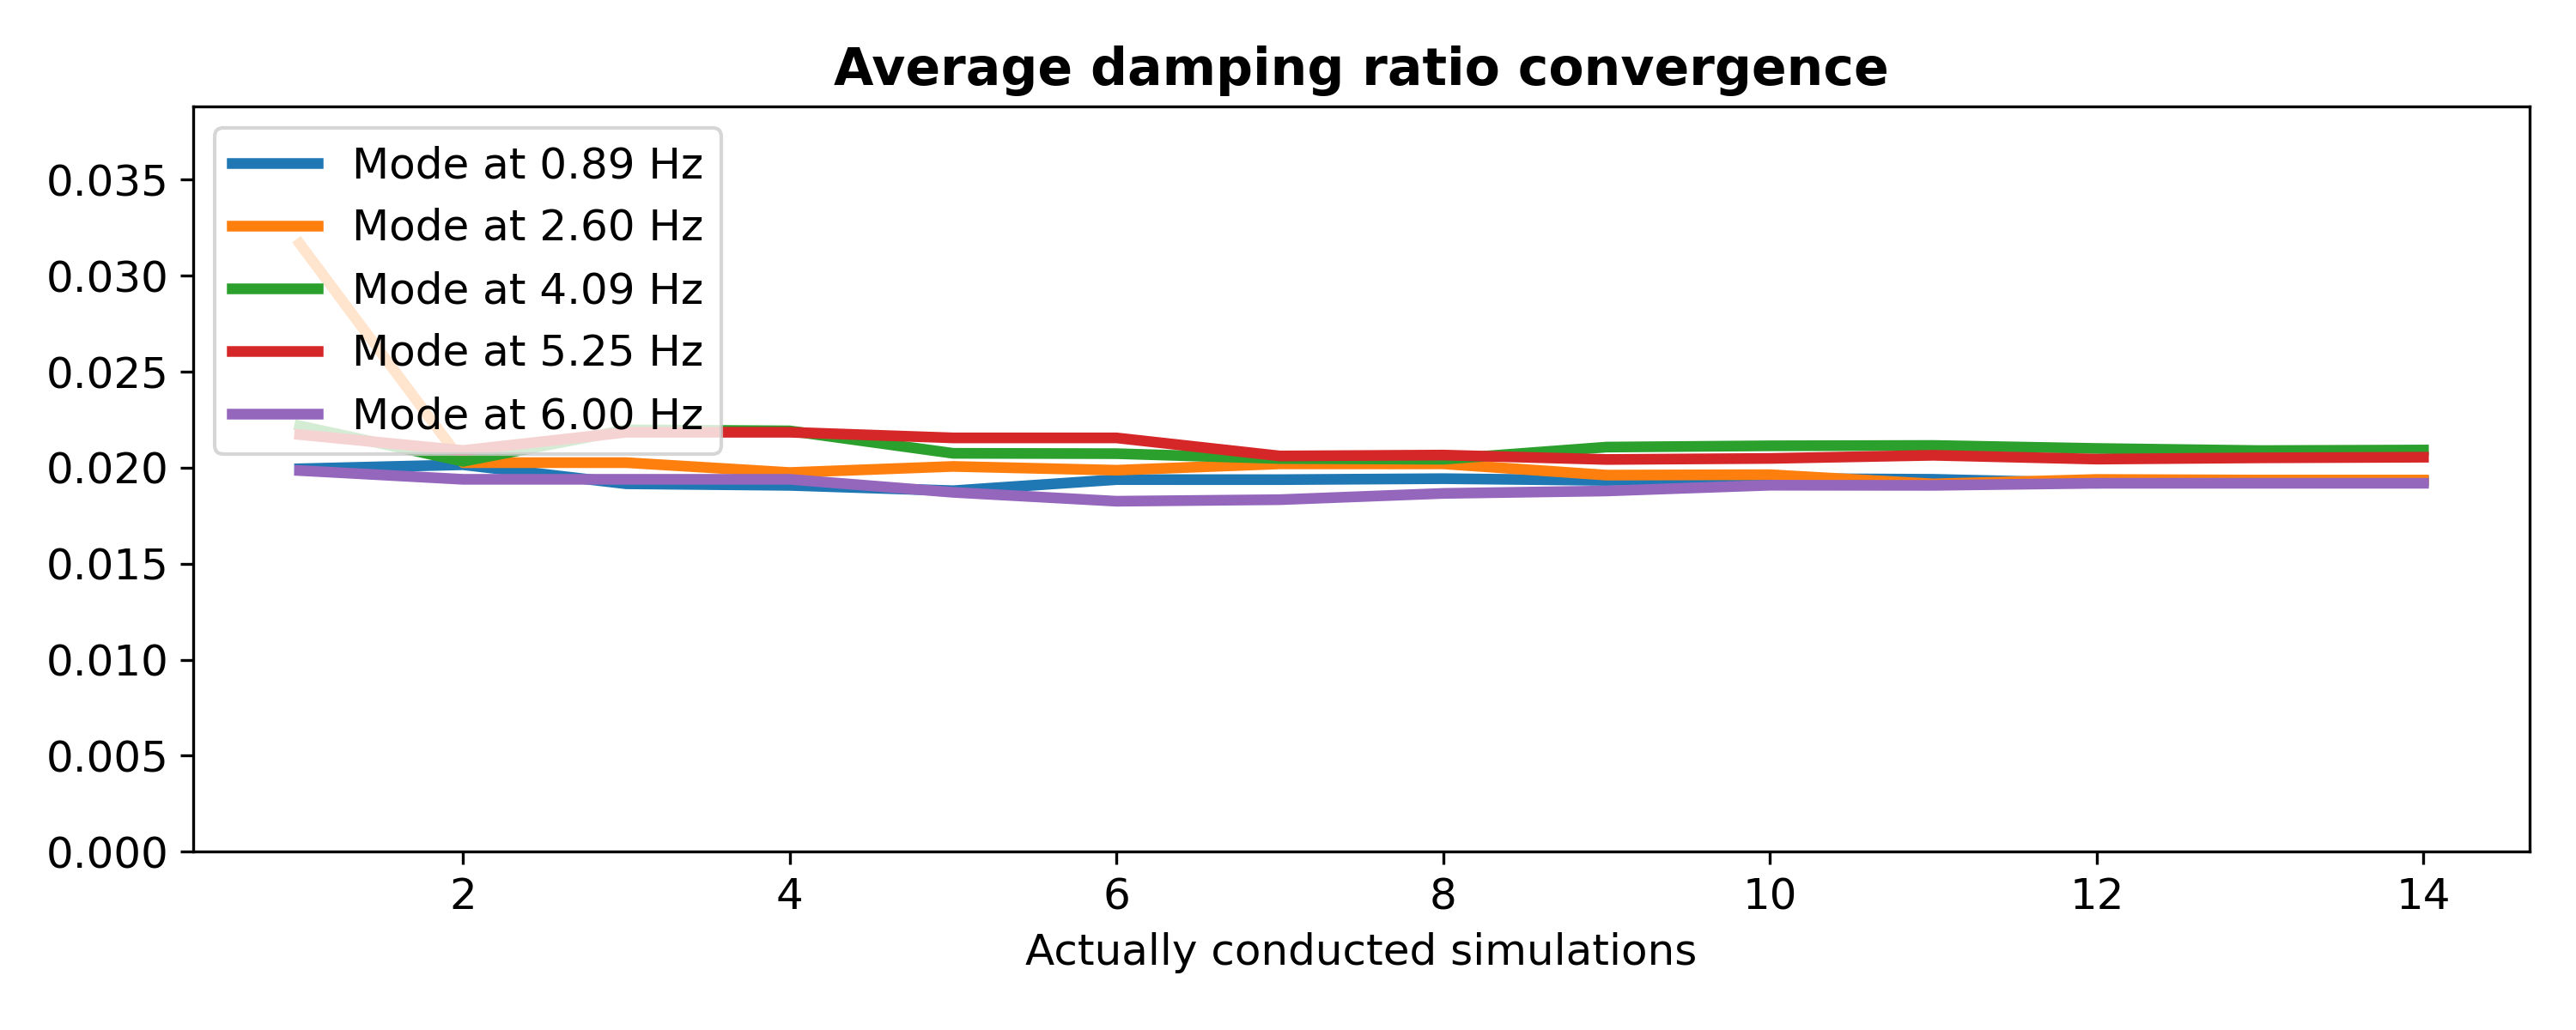 Average damping ratio convergence
Mode at 0.89 Hz
Mode at 2.60 Hz
Mode at 4.09 Hz
Mode at 5.25 Hz
Mode at 6.00 Hz
0.035
0.030
0.025
0.020
0.015
0.010
0.005
0.000
2 4 6 8 10 12 14
Actually conducted simulations